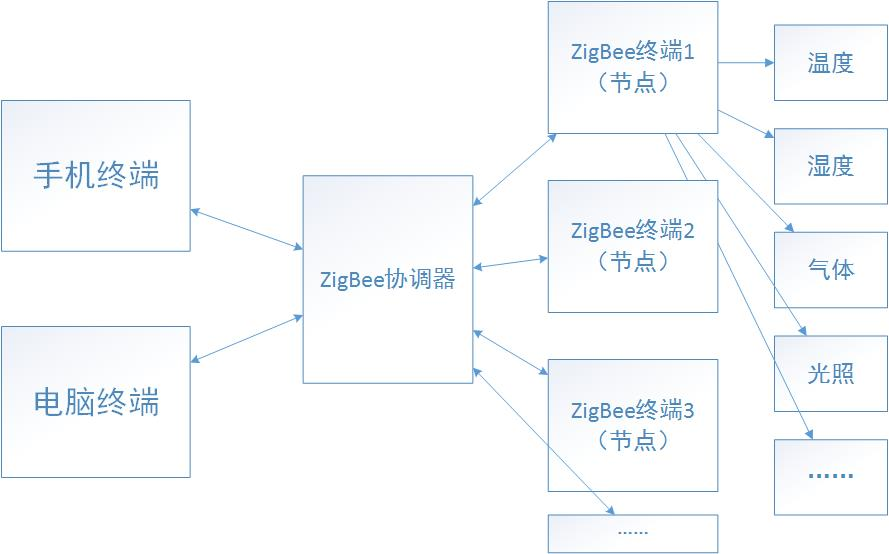 手机终端
电脑终端
ZigBee协调器
ZigBee终端1
（节点）
ZigBee终端2
（节点）
ZigBee终端3
（节点）
······
温度
湿度
气体
光照
······